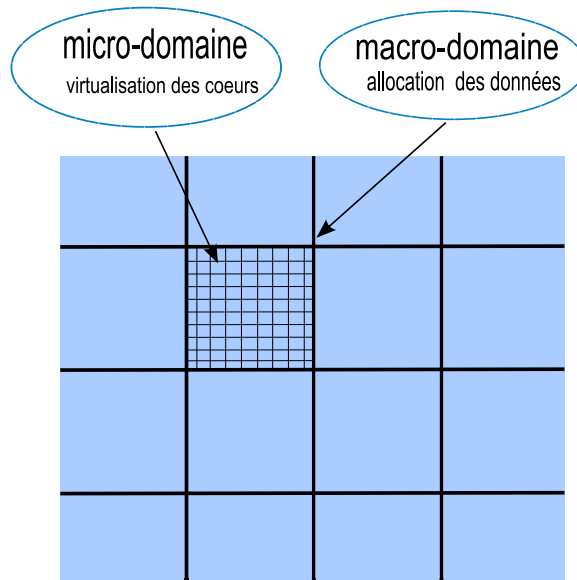 micro-domaine
virtualisation des coeurs
macro-domaine
allocation des données